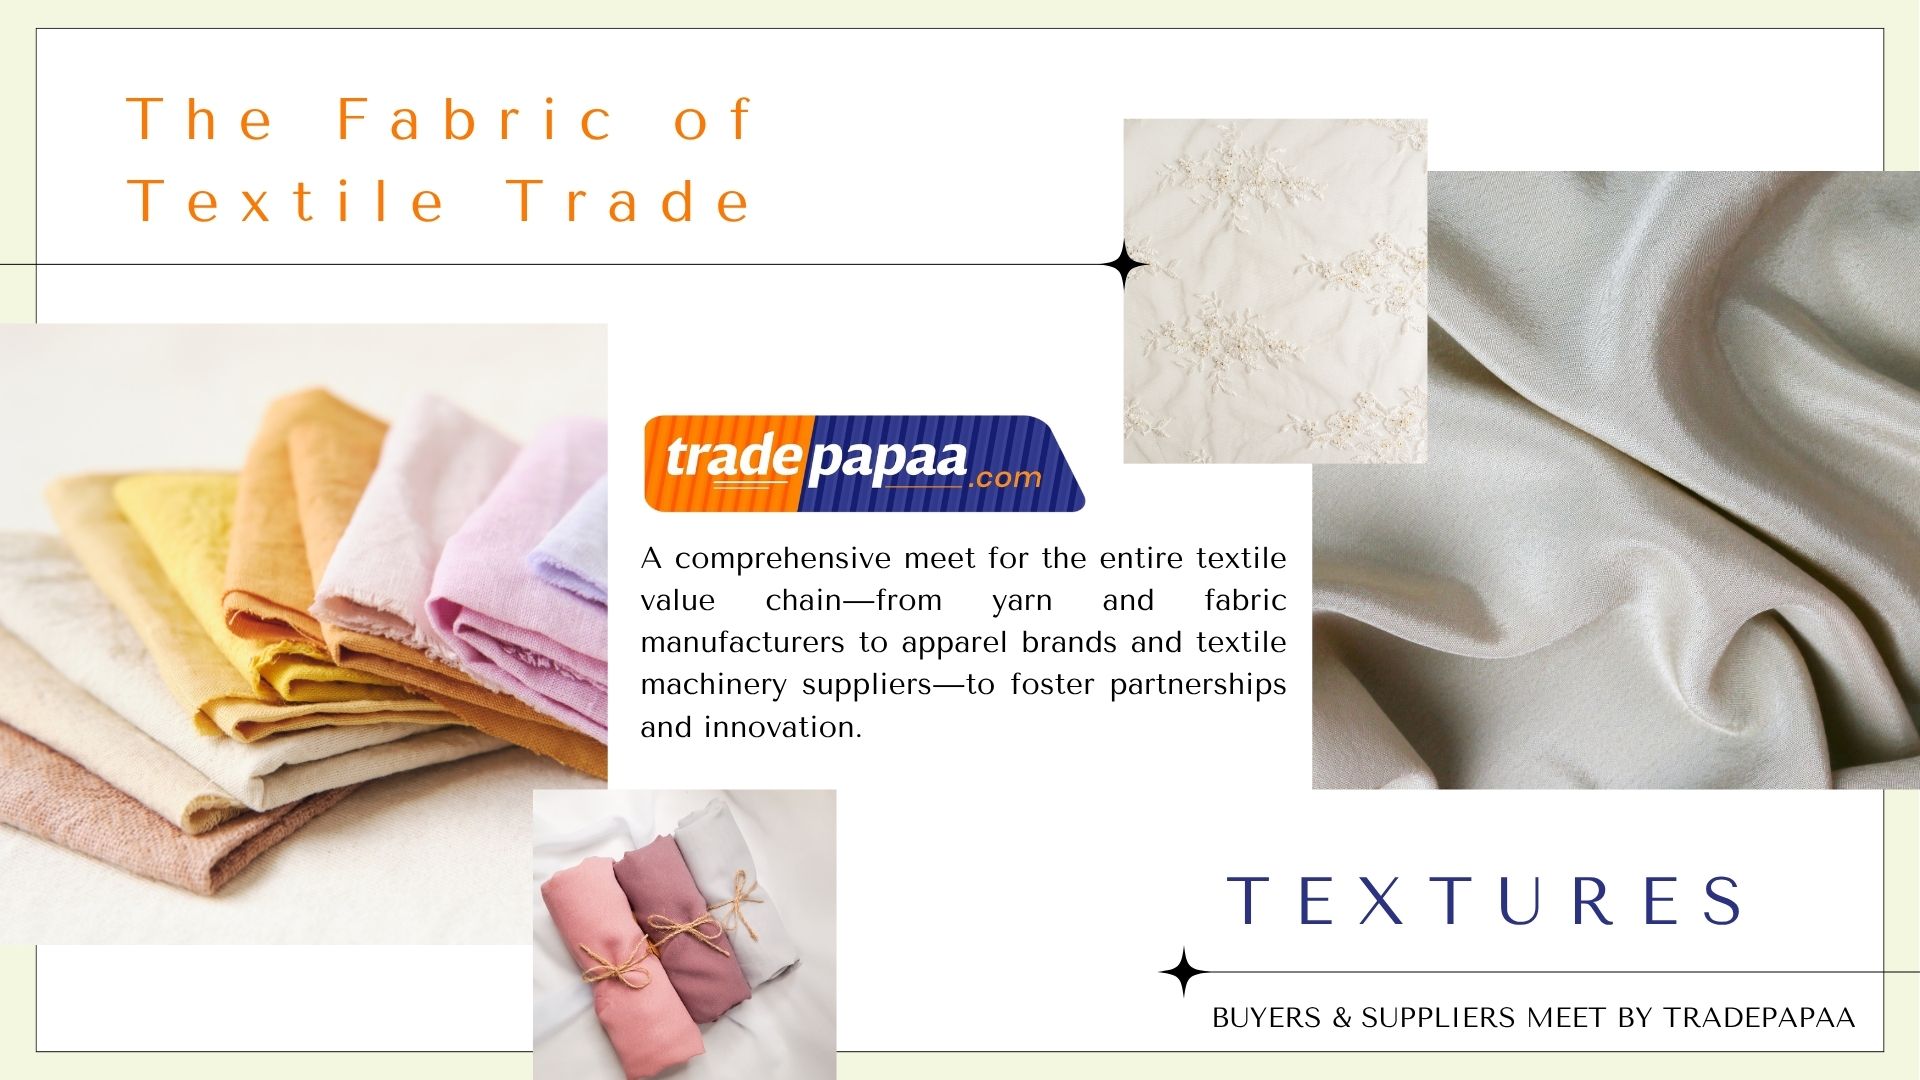 The Fabric of
Textile Trade
tradepapaa.com
A comprehensive meet for the entire textile
value chain—from yarn and fabric
manufacturers to apparel brands and textile
machinery suppliers—to foster partnerships
and innovation.
TEXTURES
BUYERS & SUPPLIERS MEET BY TRADEPAPAA